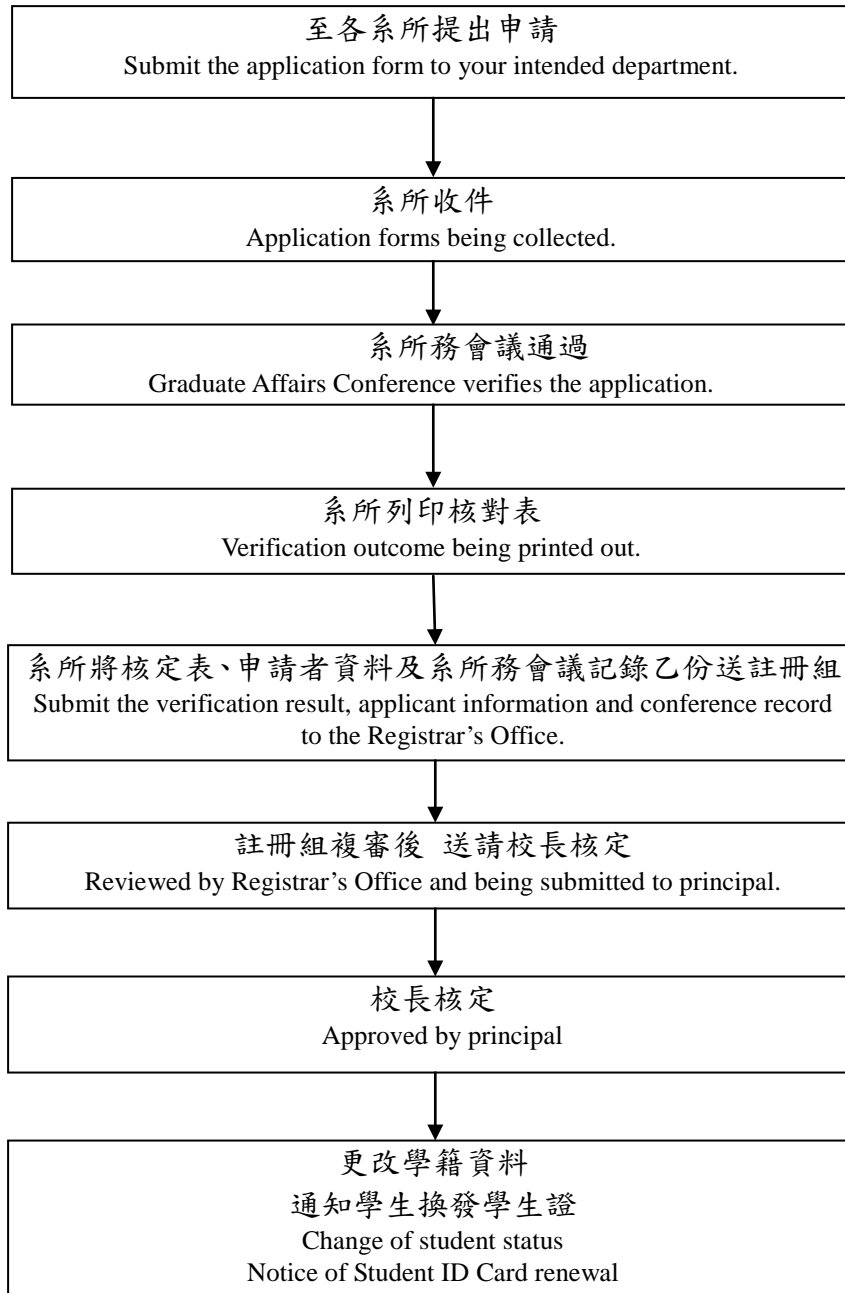 至各系所提出申請
Submit the application form to your intended department.
系所收件
Application forms being collected.
系所務會議通過
Graduate Affairs Conference verifies the application.
系所列印核對表
Verification outcome being printed out.
系所將核定表、申請者資料及系所務會議記錄乙份送註冊組
Submit the verification result, applicant information and conference record
to the Registrar’s Office.
註冊組複審後 送請校長核定
Reviewed by Registrar’s Office and being submitted to principal.
校長核定
Approved by principal
更改學籍資料
通知學生換發學生證
Change of student status
Notice of Student ID Card renewal